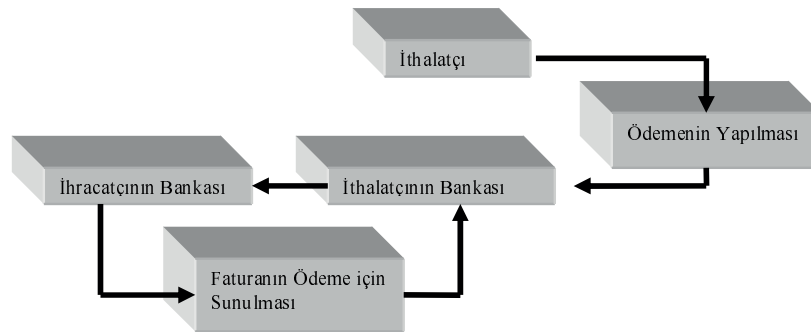 İthalatçı
Ödemenin Yapılması
İhracatçının Bankası
İthalatçının Bankası
Faturanın Ödeme için
Sunulması